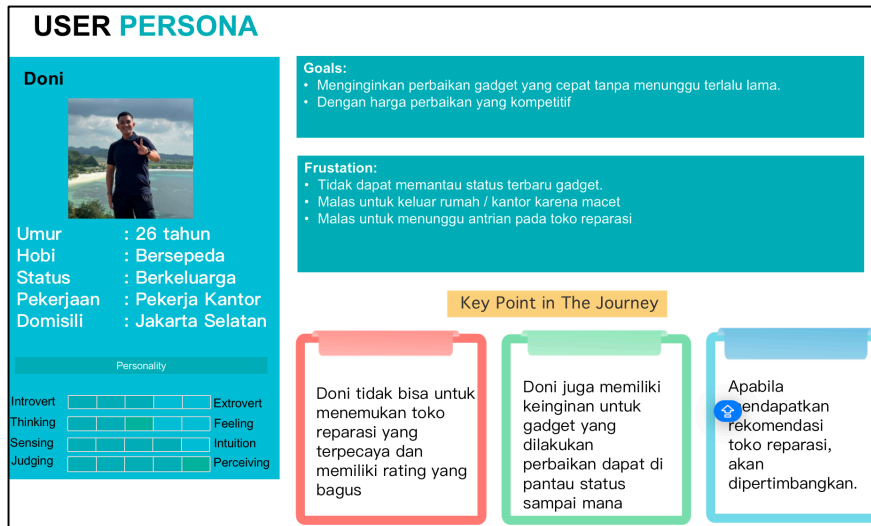 USER PERSONA
Doni
Umur : 26 tahun
Hobi : Bersepeda
Status : Berkeluarga
Pekerjaan : Pekerja Kantor
Domisili : Jakarta Selatan
Personality
Introvert Extrovert
Thinking Feeling
Sensing Intuition
Judging Perceiving
Goals:
• Menginginkan perbaikan gadget yang cepat tanpa menunggu terlalu lama.
• Dengan harga perbaikan yang kompetitif
Frustation:
• Tidak dapat memantau status terbaru gadget.
• Malas untuk keluar rumah / kantor karena macet
• Malas untuk menunggu antrian pada toko reparasi
Key Point in The Journey
Doni tidak bisa untuk
menemukan toko
reparasi yang
terpecaya dan
memiliki rating yang
bagus
Doni juga memiliki
keinginan untuk
gadget yang
dilakukan
perbaikan dapat di
pantau status
sampai mana
Apabila
mendapatkan
rekomendasi
toko reparasi,
akan
dipertimbangkan.